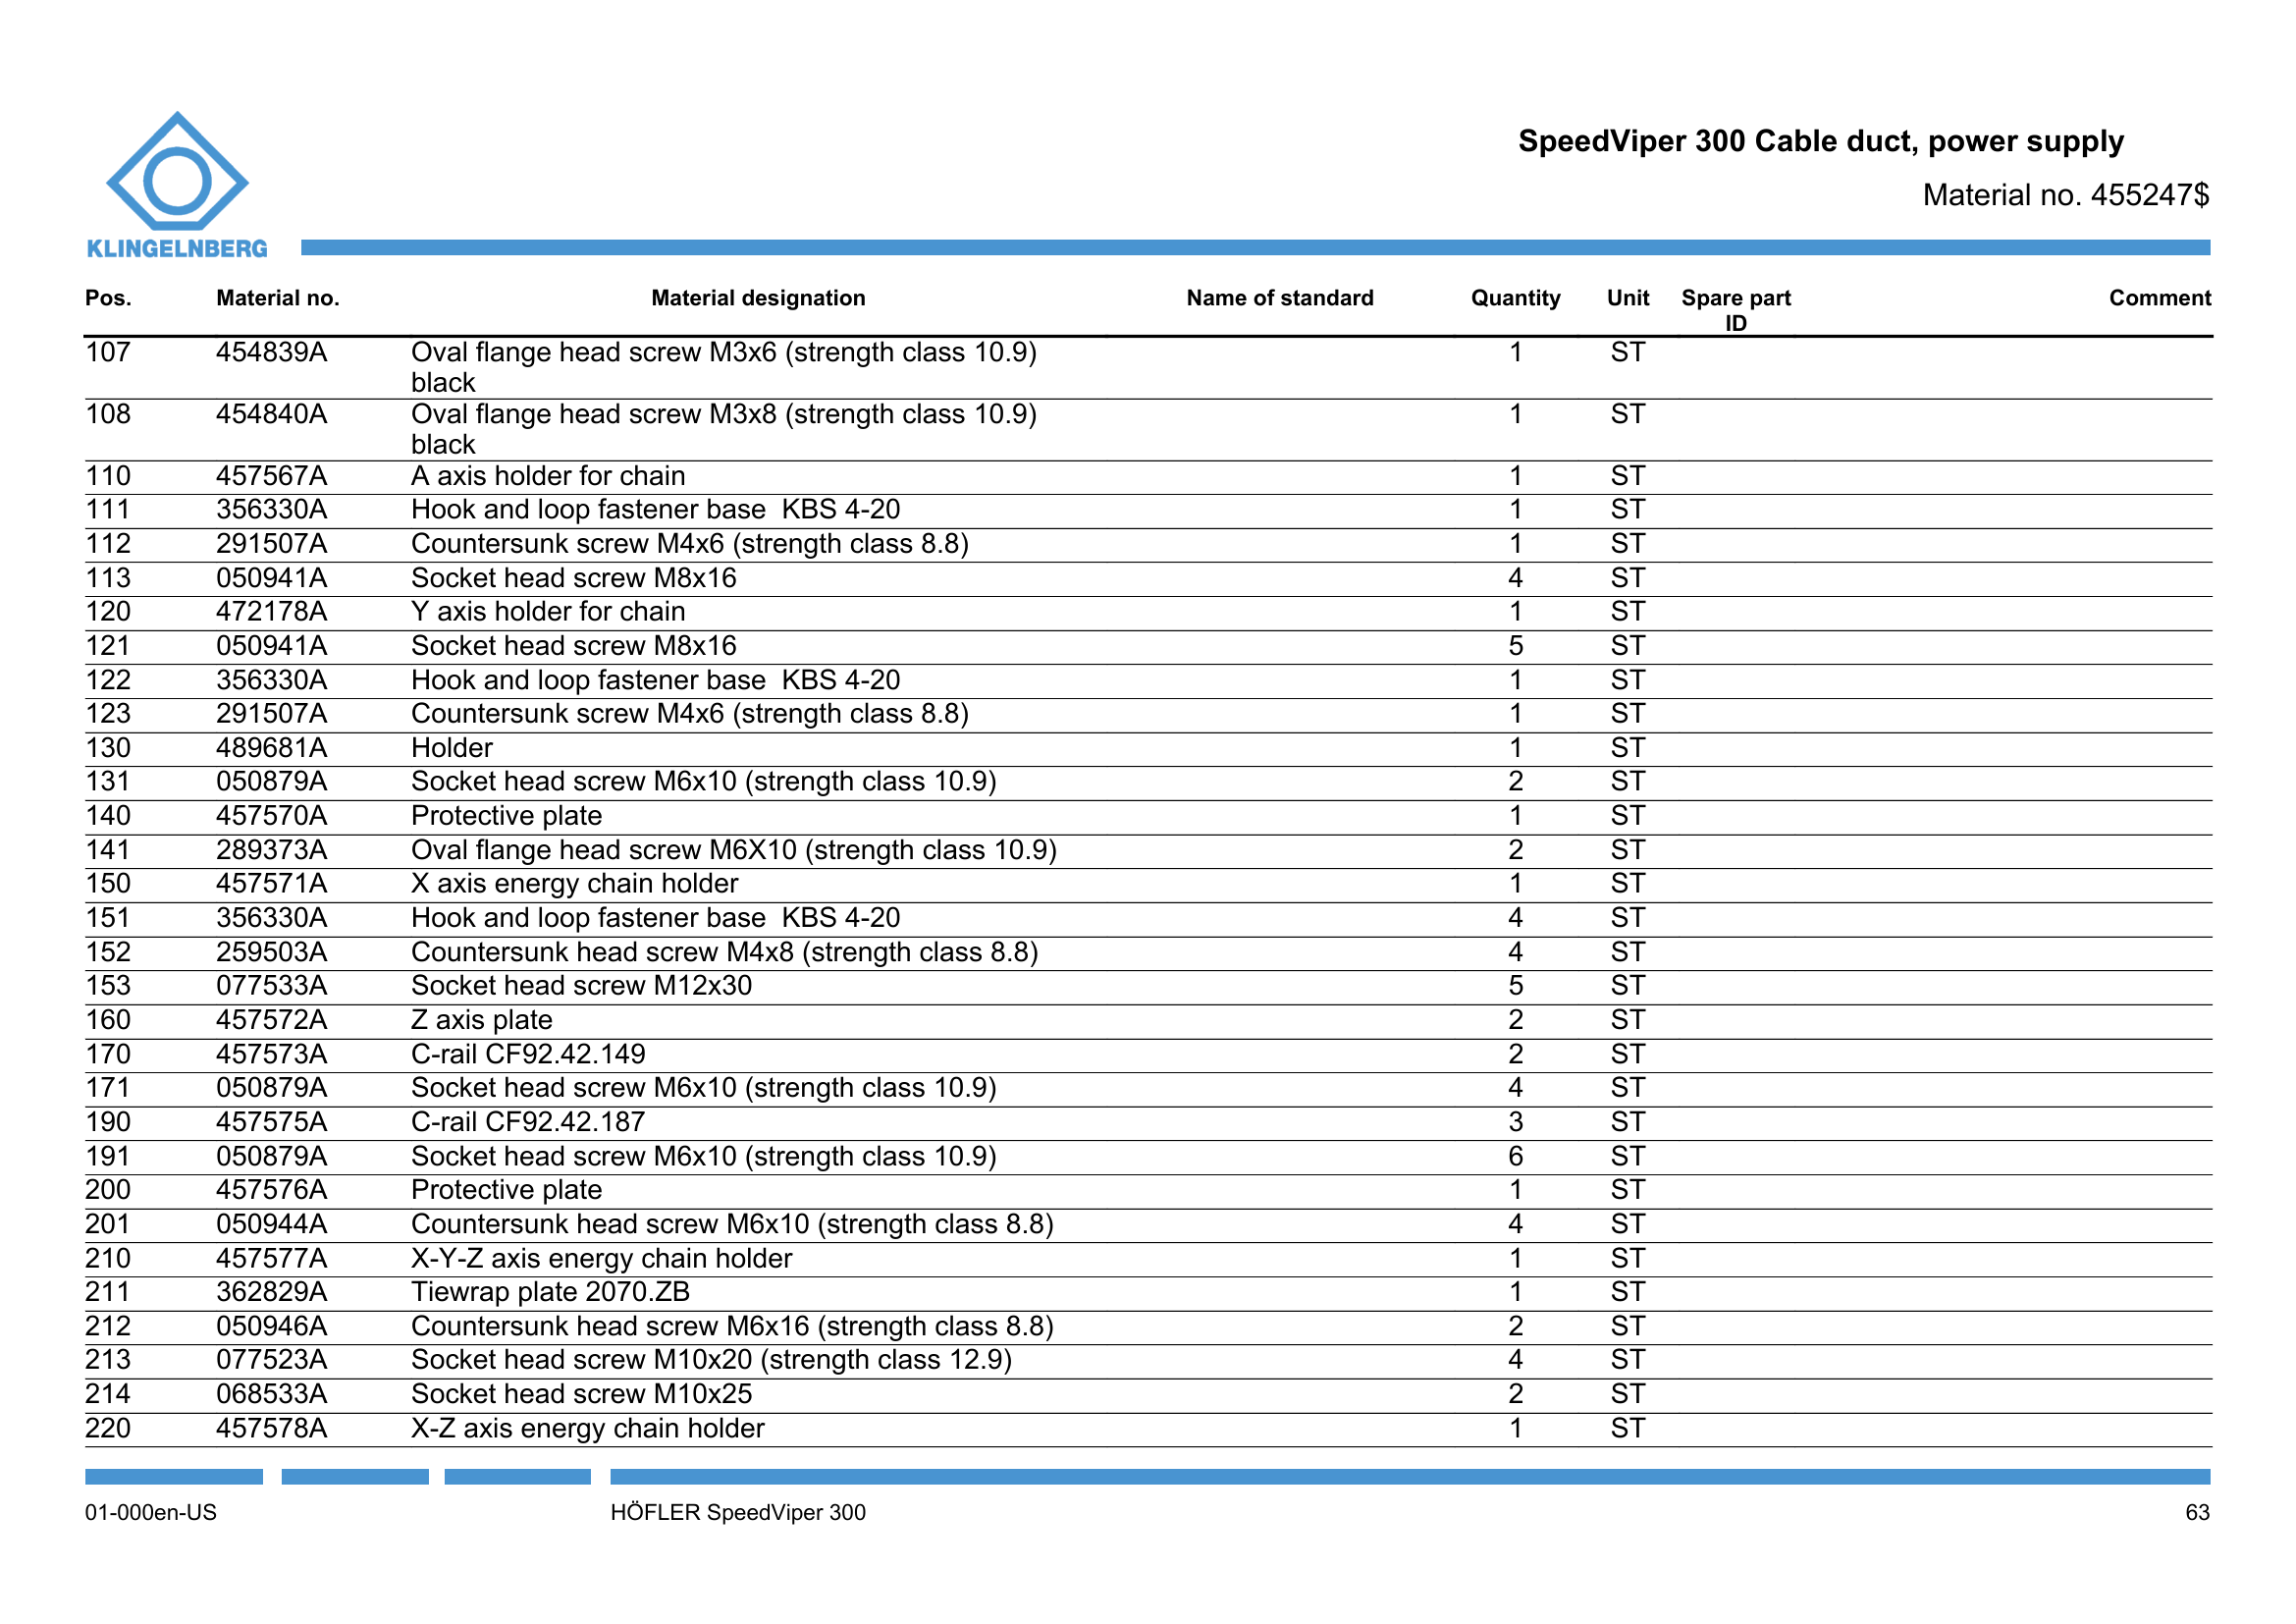 KLINGELNBERG
SpeedViper 300 Cable duct, power supply
Material no. 455247$
Pos. Material no. Material designation Name of standard Quantity Unit Spare part ID Comment
107 454839A Oval flange head screw M3x6 (strength class 10.9) 1 ST
black
108 454840A Oval flange head screw M3x8 (strength class 10.9) 1 ST
black
110 457567A A axis holder for chain 1 ST
111 356330A Hook and loop fastener base  KBS 4-20 1 ST
112 291507A Countersunk screw M4x6 (strength class 8.8) 1 ST
113 050941A Socket head screw M8x16 4 ST
120 472178A Y axis holder for chain 1 ST
121 050941A Socket head screw M8x16 5 ST
122 356330A Hook and loop fastener base  KBS 4-20 1 ST
123 291507A Countersunk screw M4x6 (strength class 8.8) 1 ST
130 489681A Holder 1 ST
131 050879A Socket head screw M6x10 (strength class 10.9) 2 ST
140 457570A Protective plate 1 ST
141 289373A Oval flange head screw M6X10 (strength class 10.9) 2 ST
150 457571A X axis energy chain holder 1 ST
151 356330A Hook and loop fastener base  KBS 4-20 4 ST
152 259503A Countersunk head screw M4x8 (strength class 8.8) 4 ST
153 077533A Socket head screw M12x30 5 ST
160 457572A Z axis plate 2 ST
170 457573A C-rail CF92.42.149 2 ST
171 050879A Socket head screw M6x10 (strength class 10.9) 4 ST
190 457575A C-rail CF92.42.187 3 ST
191 050879A Socket head screw M6x10 (strength class 10.9) 6 ST
200 457576A Protective plate 1 ST
201 050944A Countersunk head screw M6x10 (strength class 8.8) 4 ST
210 457577A X-Y-Z axis energy chain holder 1 ST
211 362829A Tiewrap plate 2070.ZB 1 ST
212 050946A Countersunk head screw M6x16 (strength class 8.8) 2 ST
213 077523A Socket head screw M10x20 (strength class 12.9) 4 ST
214 068533A Socket head screw M10x25 2 ST
220 457578A X-Z axis energy chain holder 1 ST
01-000en-US HÖFLER SpeedViper 300 63